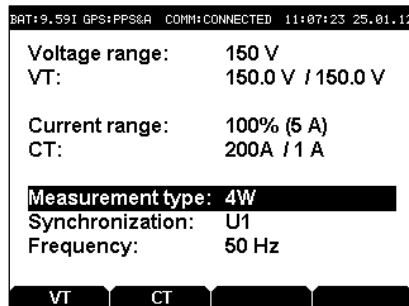 BAT:9.59I GPS:PPS&A COMM:CONNECTED 11:07:23 25.01.12
Voltage range: 150 V
VT: 150.0 V / 150.0 V
Current range: 100% (5 A)
CT: 200A / 1 A
Measurement type: 4W
Synchronization: U1
Frequency: 50 Hz
VT CT